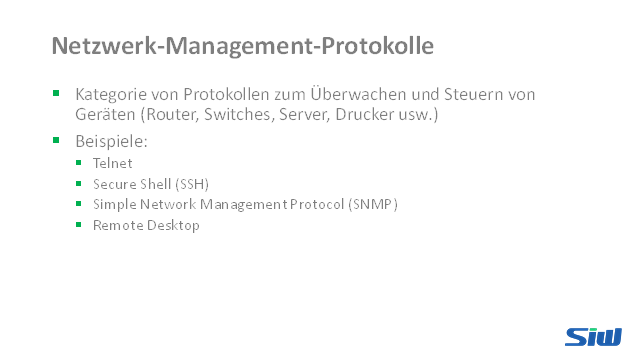 Netzwerk-Management-Protokolle
Kategorie von Protokollen zum Überwachen und Steuern von
Geräten (Router, Switches, Server, Drucker usw.)
Beispiele:
Telnet
Secure Shell (SSH)
Simple Network Management Protocol (SNMP)
Remote Desktop
SiW